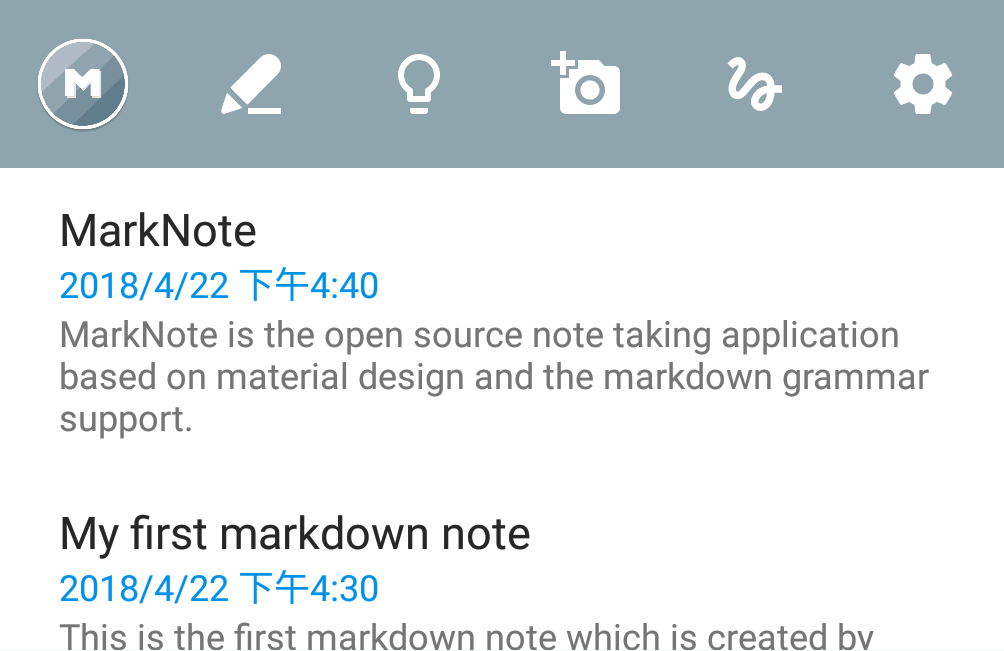 M
MarkNote
2018/4/22 下午4:40
MarkNote is the open source note taking application
based on material design and the markdown grammar
support.
My first markdown note
2018/4/22 下午4:30
This is the first markdown note which is created by